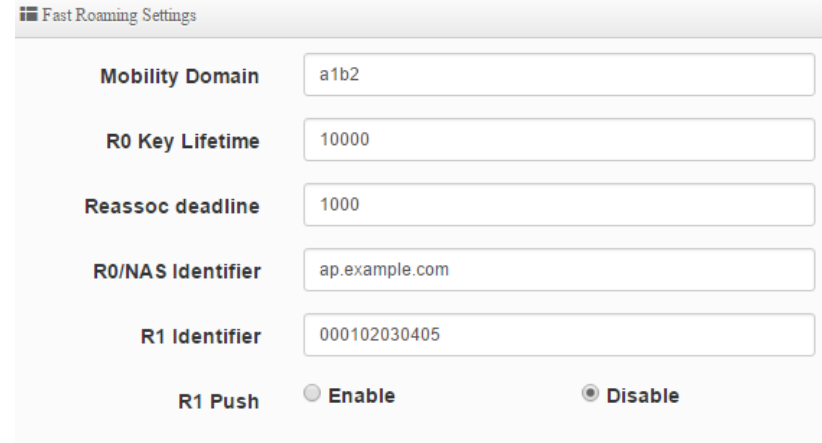 Fast Roaming Settings
Mobility Domain a1b2
R0 Key Lifetime 10000
Reassoc deadline 1000
R0/NAS Identifier ap.example.com
R1 Identifier 000102030405
R1 Push Enable Disable